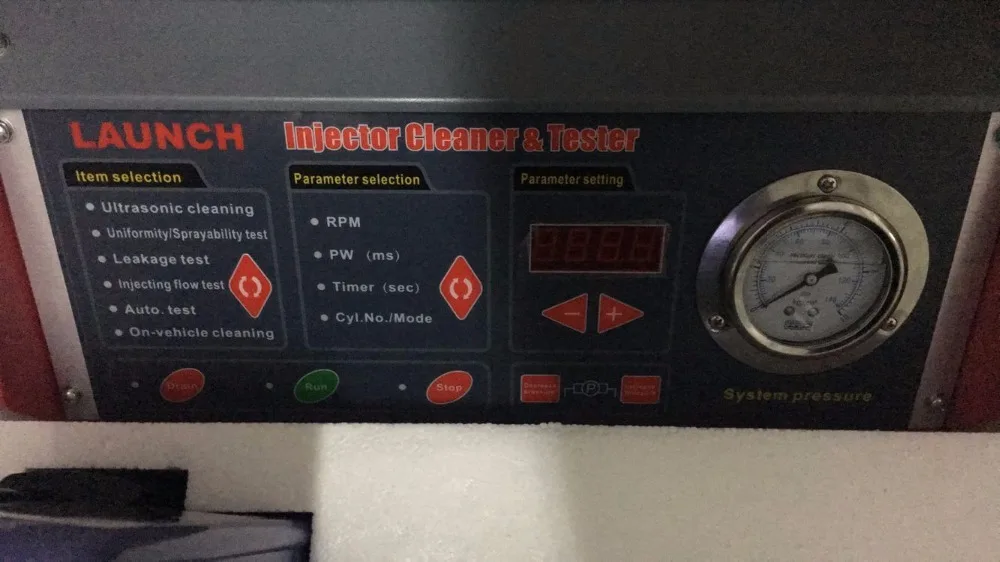 LAUNCH
Injector Cleaner & Tester
Item selection
Ultrasonic cleaning
Uniformity/Sprayability test
Leakage test
Injecting flow test
Auto. test
On-vehicle cleaning
Parameter selection
RPM
PW (ms)
Timer (sec)
Cyl.No./Mode
Parameter setting
- +
Drain
Run
Stop
P
System pressure